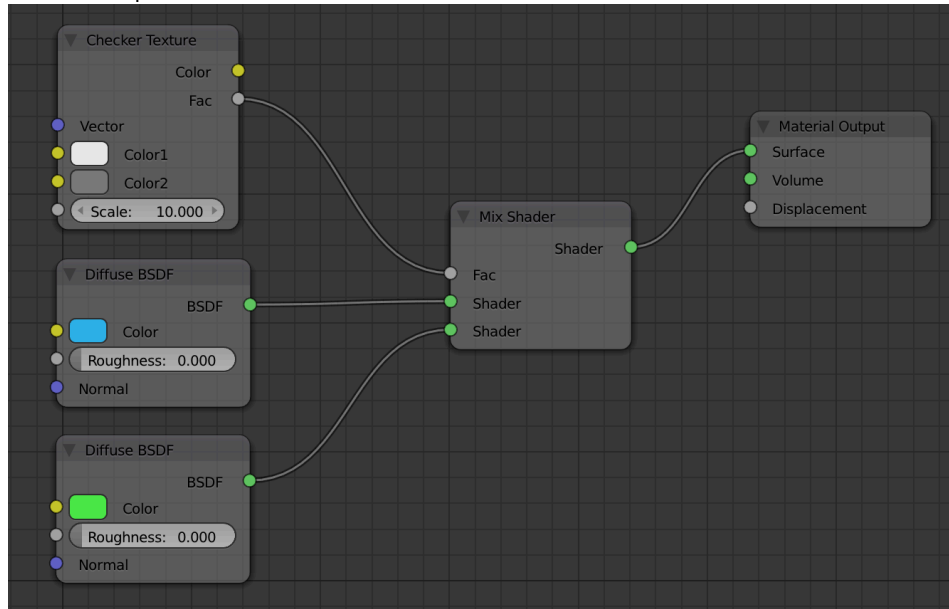 Checker Texture
Color
Fac
Vector
Color1
Color2
Scale: 10.000
Diffuse BSDF
BSDF
Color
Roughness: 0.000
Normal
Diffuse BSDF
BSDF
Color
Roughness: 0.000
Normal
Mix Shader
Shader
Fac
Shader
Shader
Material Output
Surface
Volume
Displacement